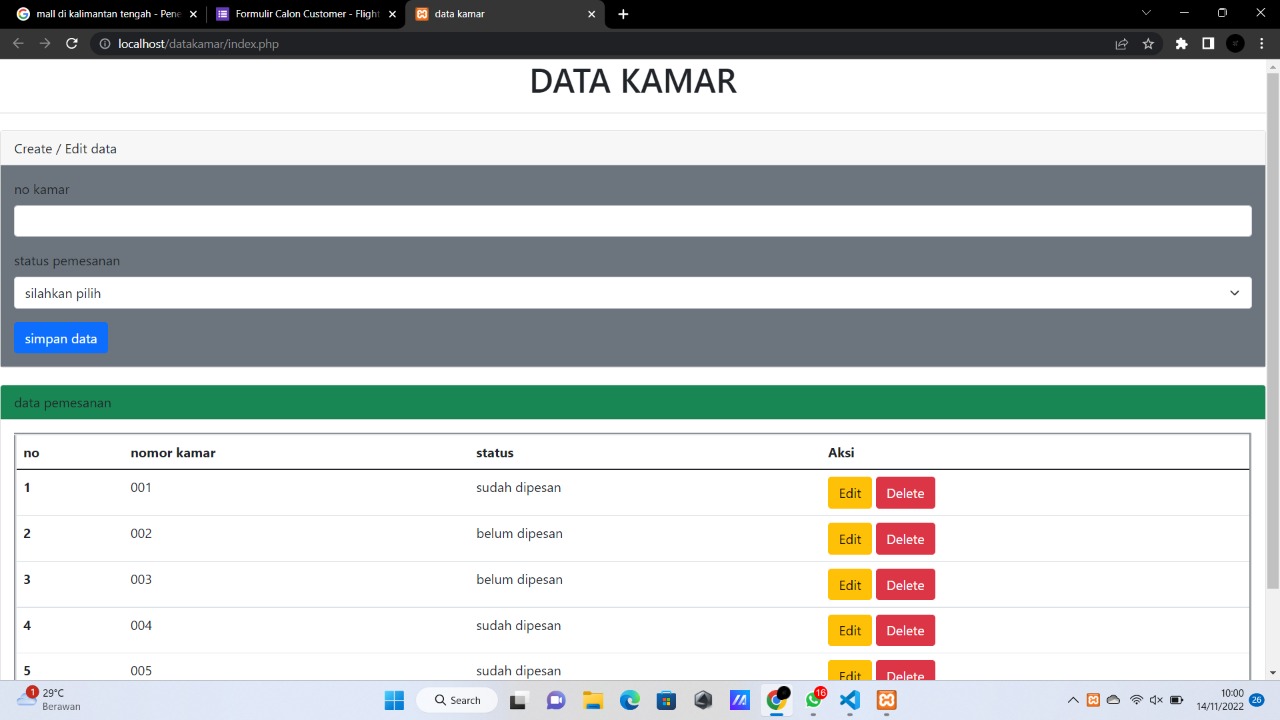 mall di kalimantan tengah - Pene
Formulir Calon Customer - Flight
data kamar
localhost/datakamar/index.php
DATA KAMAR
Create / Edit data
no kamar
status pemesanan
silahkan pilih
simpan data
data pemesanan
no nomor kamar status Aksi
1 001 sudah dipesan Edit Delete
2 002 belum dipesan Edit Delete
3 003 belum dipesan Edit Delete
4 004 sudah dipesan Edit Delete
5 005 sudah dipesan Edit Delete
1
29°C
Berawan
Search
16
10:00
14/11/2022
26